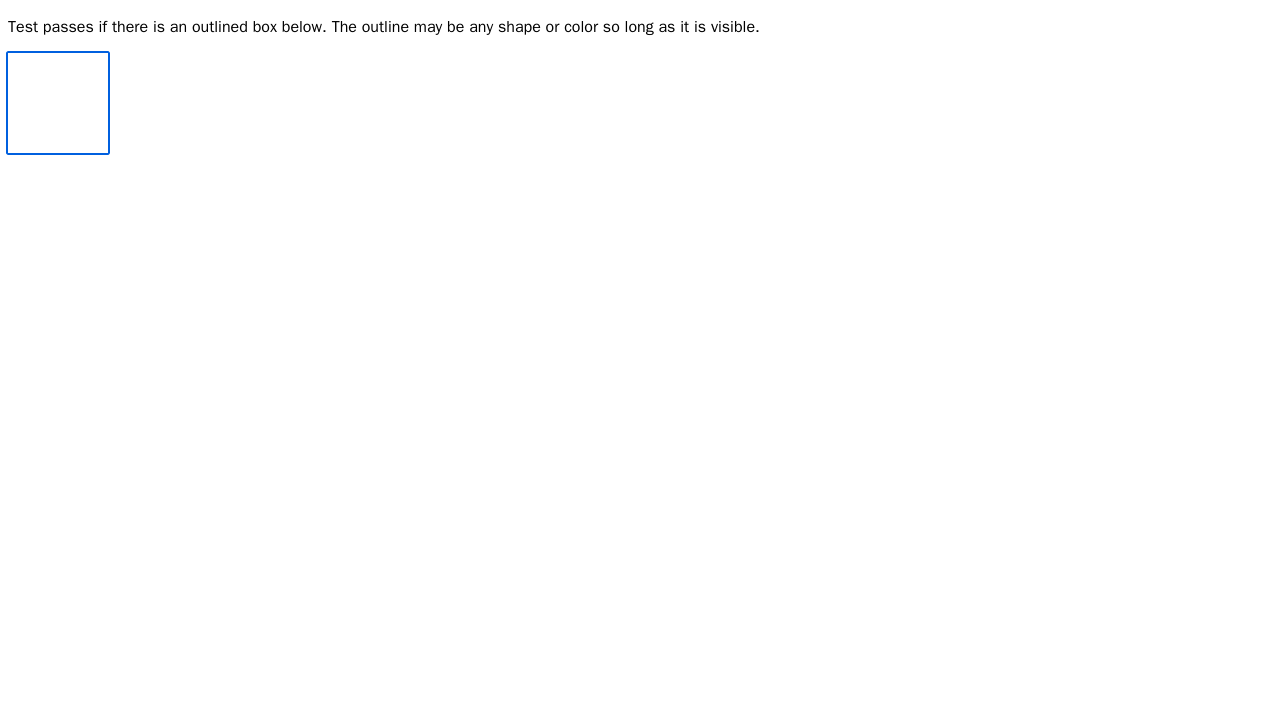 Test passes if there is an outlined box below. The outline may be any shape or color so long as it is visible.